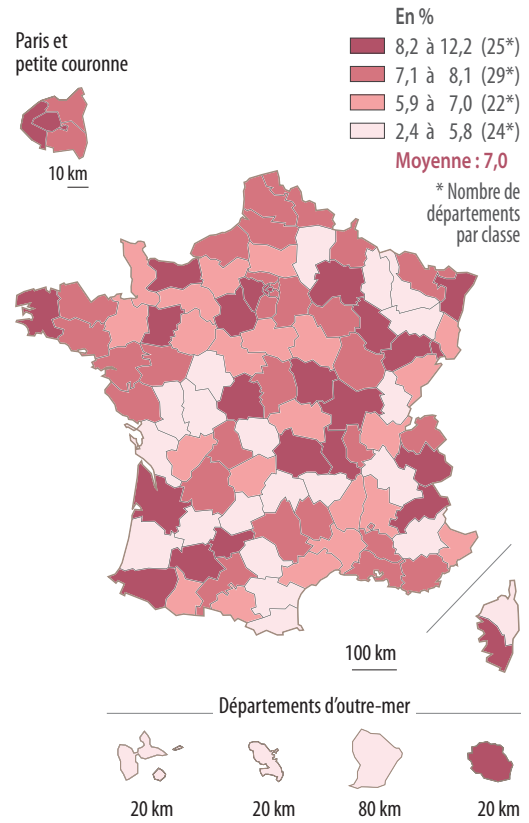 Paris et
petite couronne
10 km
En %
8,2 à 12,2 (25*)
7,1 à 8,1 (29*)
5,9 à 7,0 (22*)
2,4 à 5,8 (24*)
Moyenne : 7,0
* Nombre de
départements
par classe
100 km
Départements d'outre-mer
20 km
20 km
80 km
20 km